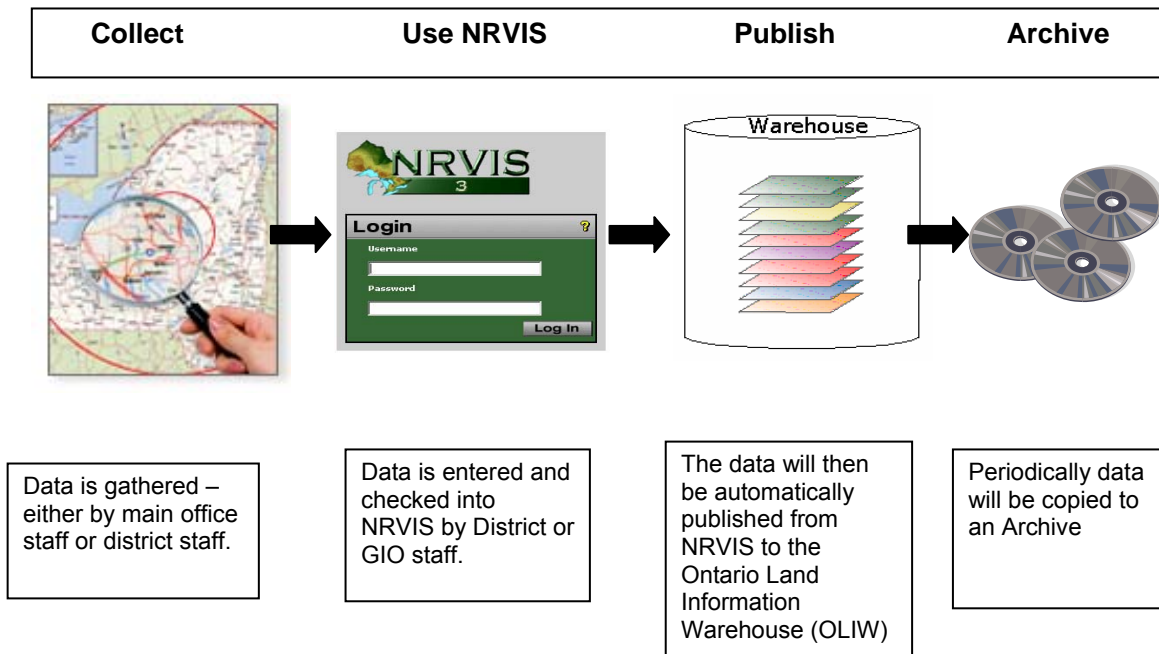 Collect Use NRVIS Publish Archive
NRVIS
3
Login ?
Username
Password
Log In
Warehouse
Data is gathered –
either by main office
staff or district staff.
Data is entered and
checked into
NRVIS by District or
GIO staff.
The data will then
be automatically
published from
NRVIS to the
Ontario Land
Information
Warehouse (OLIW)
Periodically data
will be copied to
an Archive